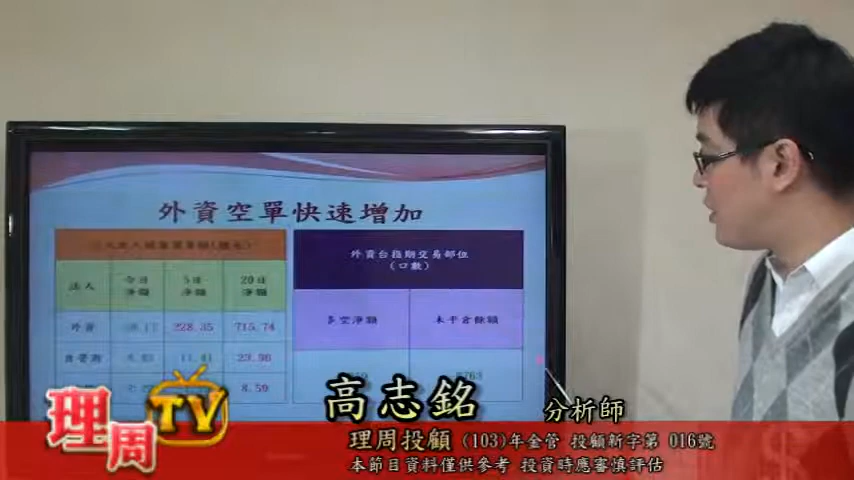 外資空單快速增加
外資台指期交易部位
(口數)
法人 今日淨額 5日淨額 20日淨額
多空淨額 未平倉餘額
外資 228.35 715.74
自營商 11.41 23.98
8.59
理周TV
高志銘 分析師
理周投顧 (103)年金管 投顧新字第 016號
本節目資料僅供參考 投資時應審慎評估